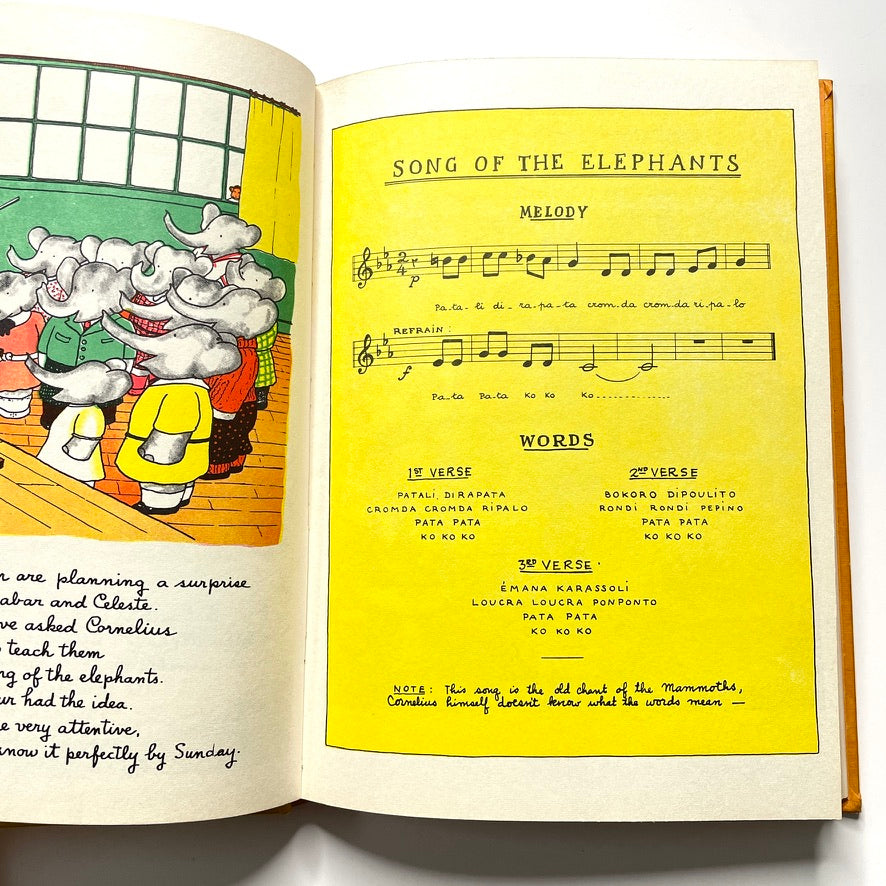 are planning a surprise
abar and Celeste.
ve asked Cornelius
teach them
ng of the elephants.
ur had the idea.
e very attentive,
know it perfectly by Sunday.
SONG OF THE ELEPHANTS
MELODY
2
4
p
Pa-ta-li di-ra-pa-ta crom-da crom-da ri-pa-lo
REFRAIN:
f
Pa-ta Pa-ta Ko Ko Ko
WORDS
1ST VERSE
PATALI, DIRAPATA
CROMDA CROMDA RIPALO
PATA PATA
KO KO KO
2ND VERSE
BOKORO DIPOULITO
RONDI RONDI PEPINO
PATA PATA
KO KO KO
3RD VERSE
ÉMANA KARASSOLI
LOUCRA LOUCRA PONPONTO
PATA PATA
KO KO KO
NOTE: This song is the old chant of the Mammoths,
Cornelius himself doesn't know what the words mean —